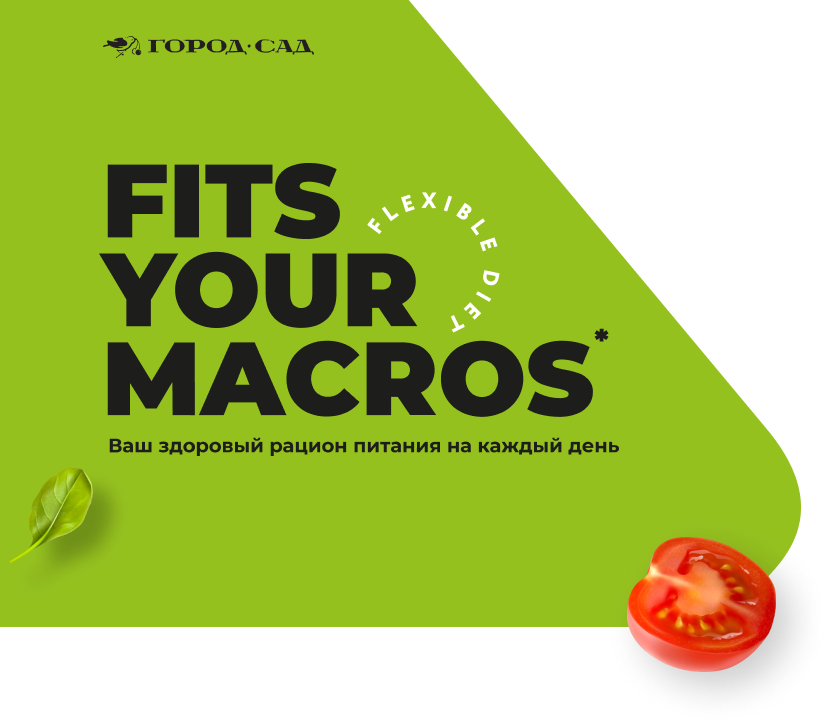 ГОРОД·САД
FITS
FLEXIBLE DIET
YOUR
MACROS*
Ваш здоровый рацион питания на каждый день